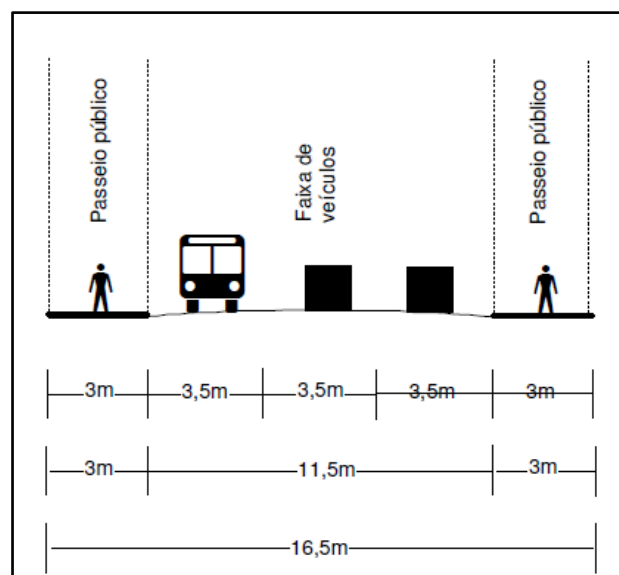 Passeio público
Faixa de
veículos
Passeio público
3m 3,5m 3,5m 3,5m 3m
3m 11,5m 3m
16,5m